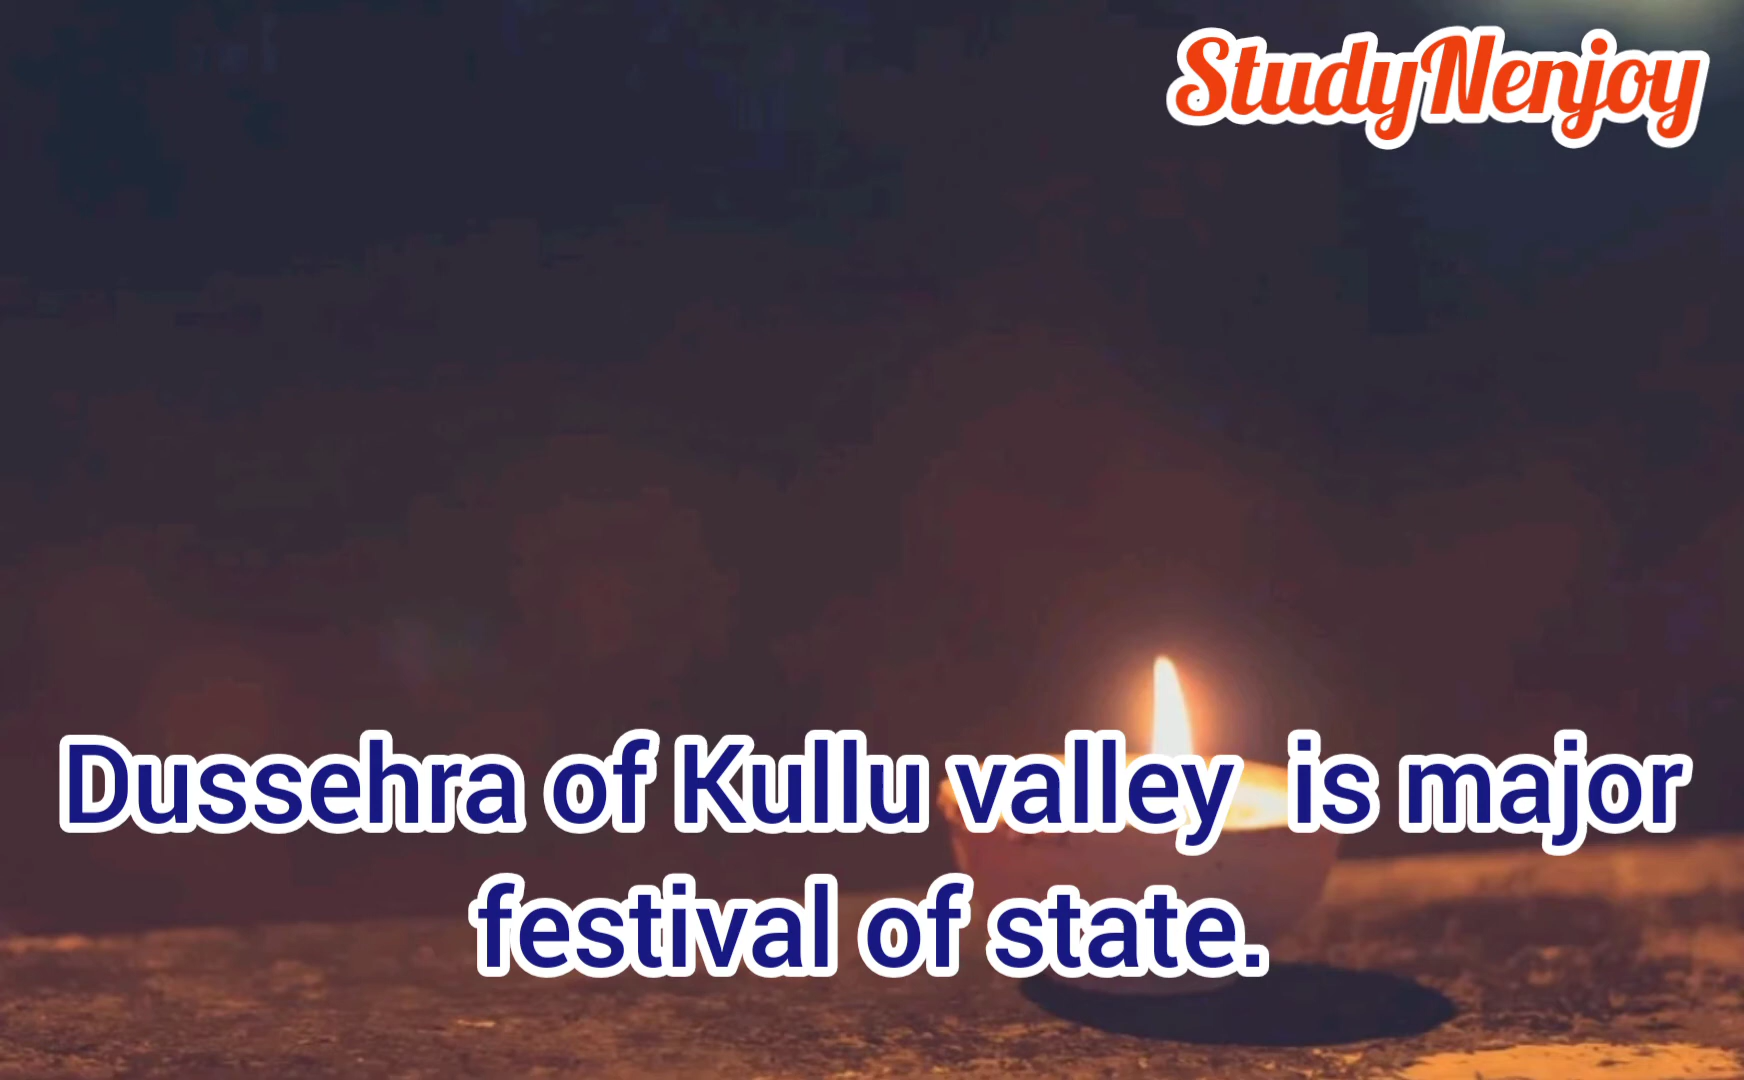 StudyNenjoy
Dussehra of Kullu valley  is major
festival of state.